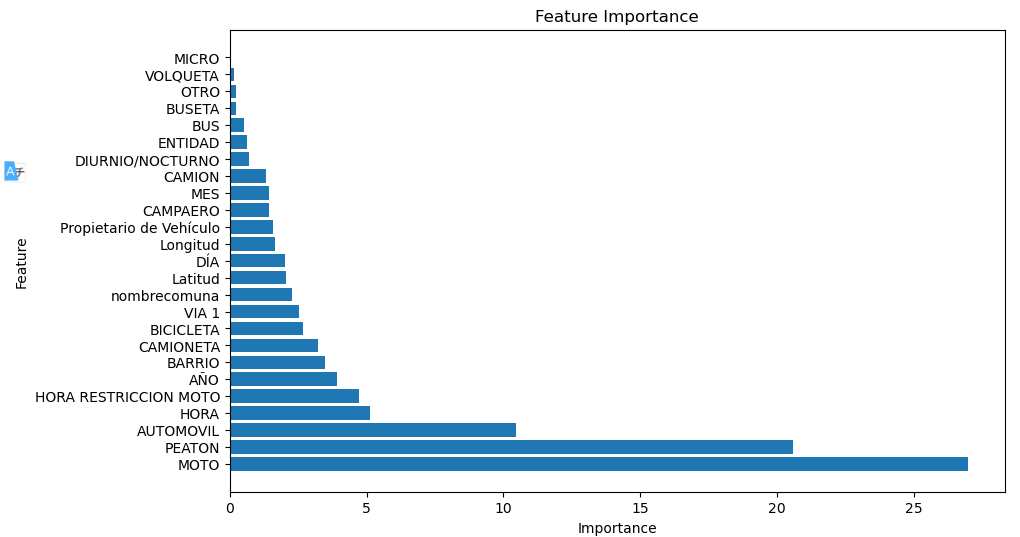 Feature Importance
MICRO
VOLQUETA
OTRO
BUSETA
BUS
ENTIDAD
DIURNIO/NOCTURNO
CAMION
MES
CAMPAERO
Propietario de Vehículo
Longitud
DÍA
Latitud
nombrecomuna
VIA 1
BICICLETA
CAMIONETA
BARRIO
AÑO
HORA RESTRICCION MOTO
HORA
AUTOMOVIL
PEATON
MOTO
Feature
0 5 10 15 20 25
Importance